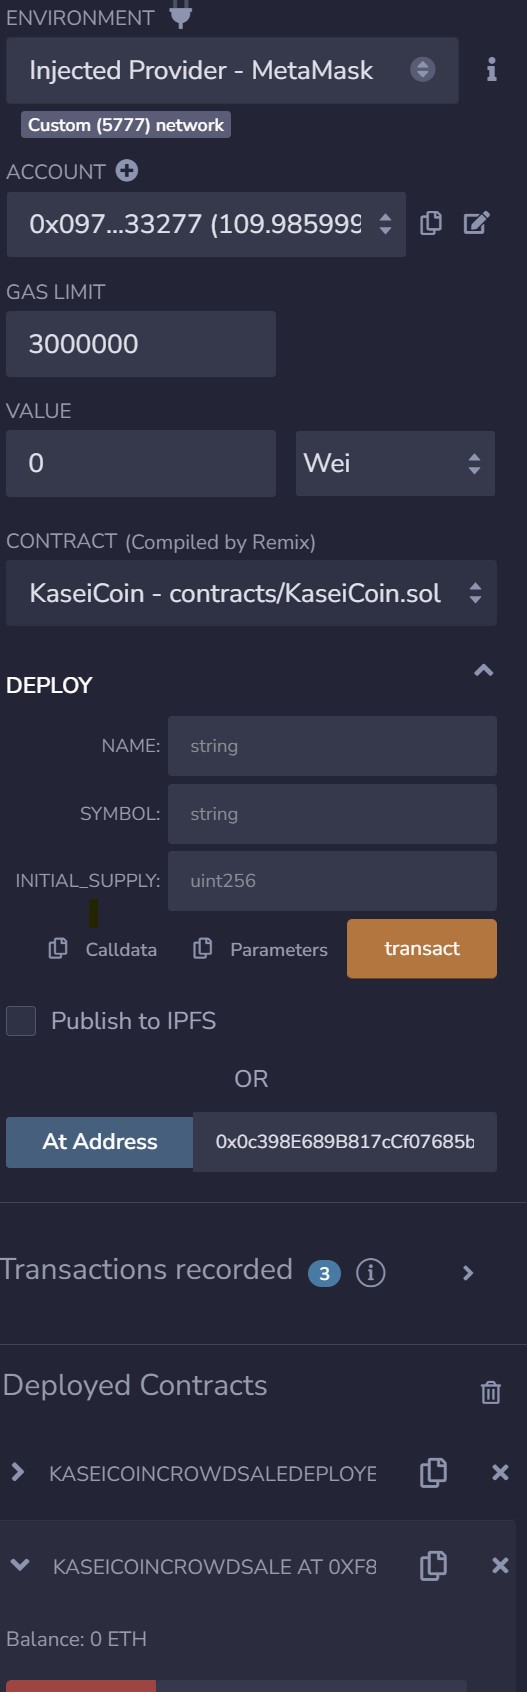 ENVIRONMENT
Injected Provider - MetaMask
Custom (5777) network
ACCOUNT
0x097...33277 (109.985999
GAS LIMIT
3000000
VALUE
0 Wei
CONTRACT (Compiled by Remix)
KaseiCoin - contracts/KaseiCoin.sol
DEPLOY
NAME: string
SYMBOL: string
INITIAL_SUPPLY: uint256
Calldata Parameters transact
Publish to IPFS
OR
At Address 0x0c398E689B817cCf07685b
Transactions recorded 3 i
Deployed Contracts
KASEICOINCROWDSALEDEPLOYE
KASEICOINCROWDSALE AT 0XF8
Balance: 0 ETH